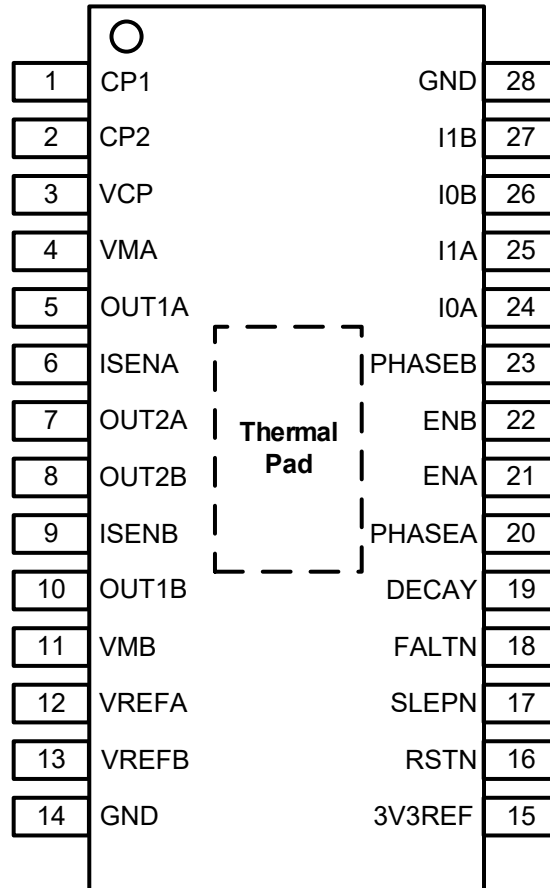 1 CP1 GND 28
2 CP2 I1B 27
3 VCP I0B 26
4 VMA I1A 25
5 OUT1A I0A 24
6 ISENA PHASEB 23
7 OUT2A ENB 22
Thermal
Pad
8 OUT2B ENA 21
9 ISENB PHASEA 20
10 OUT1B DECAY 19
11 VMB FALTN 18
12 VREFA SLEPN 17
13 VREFB RSTN 16
14 GND 3V3REF 15